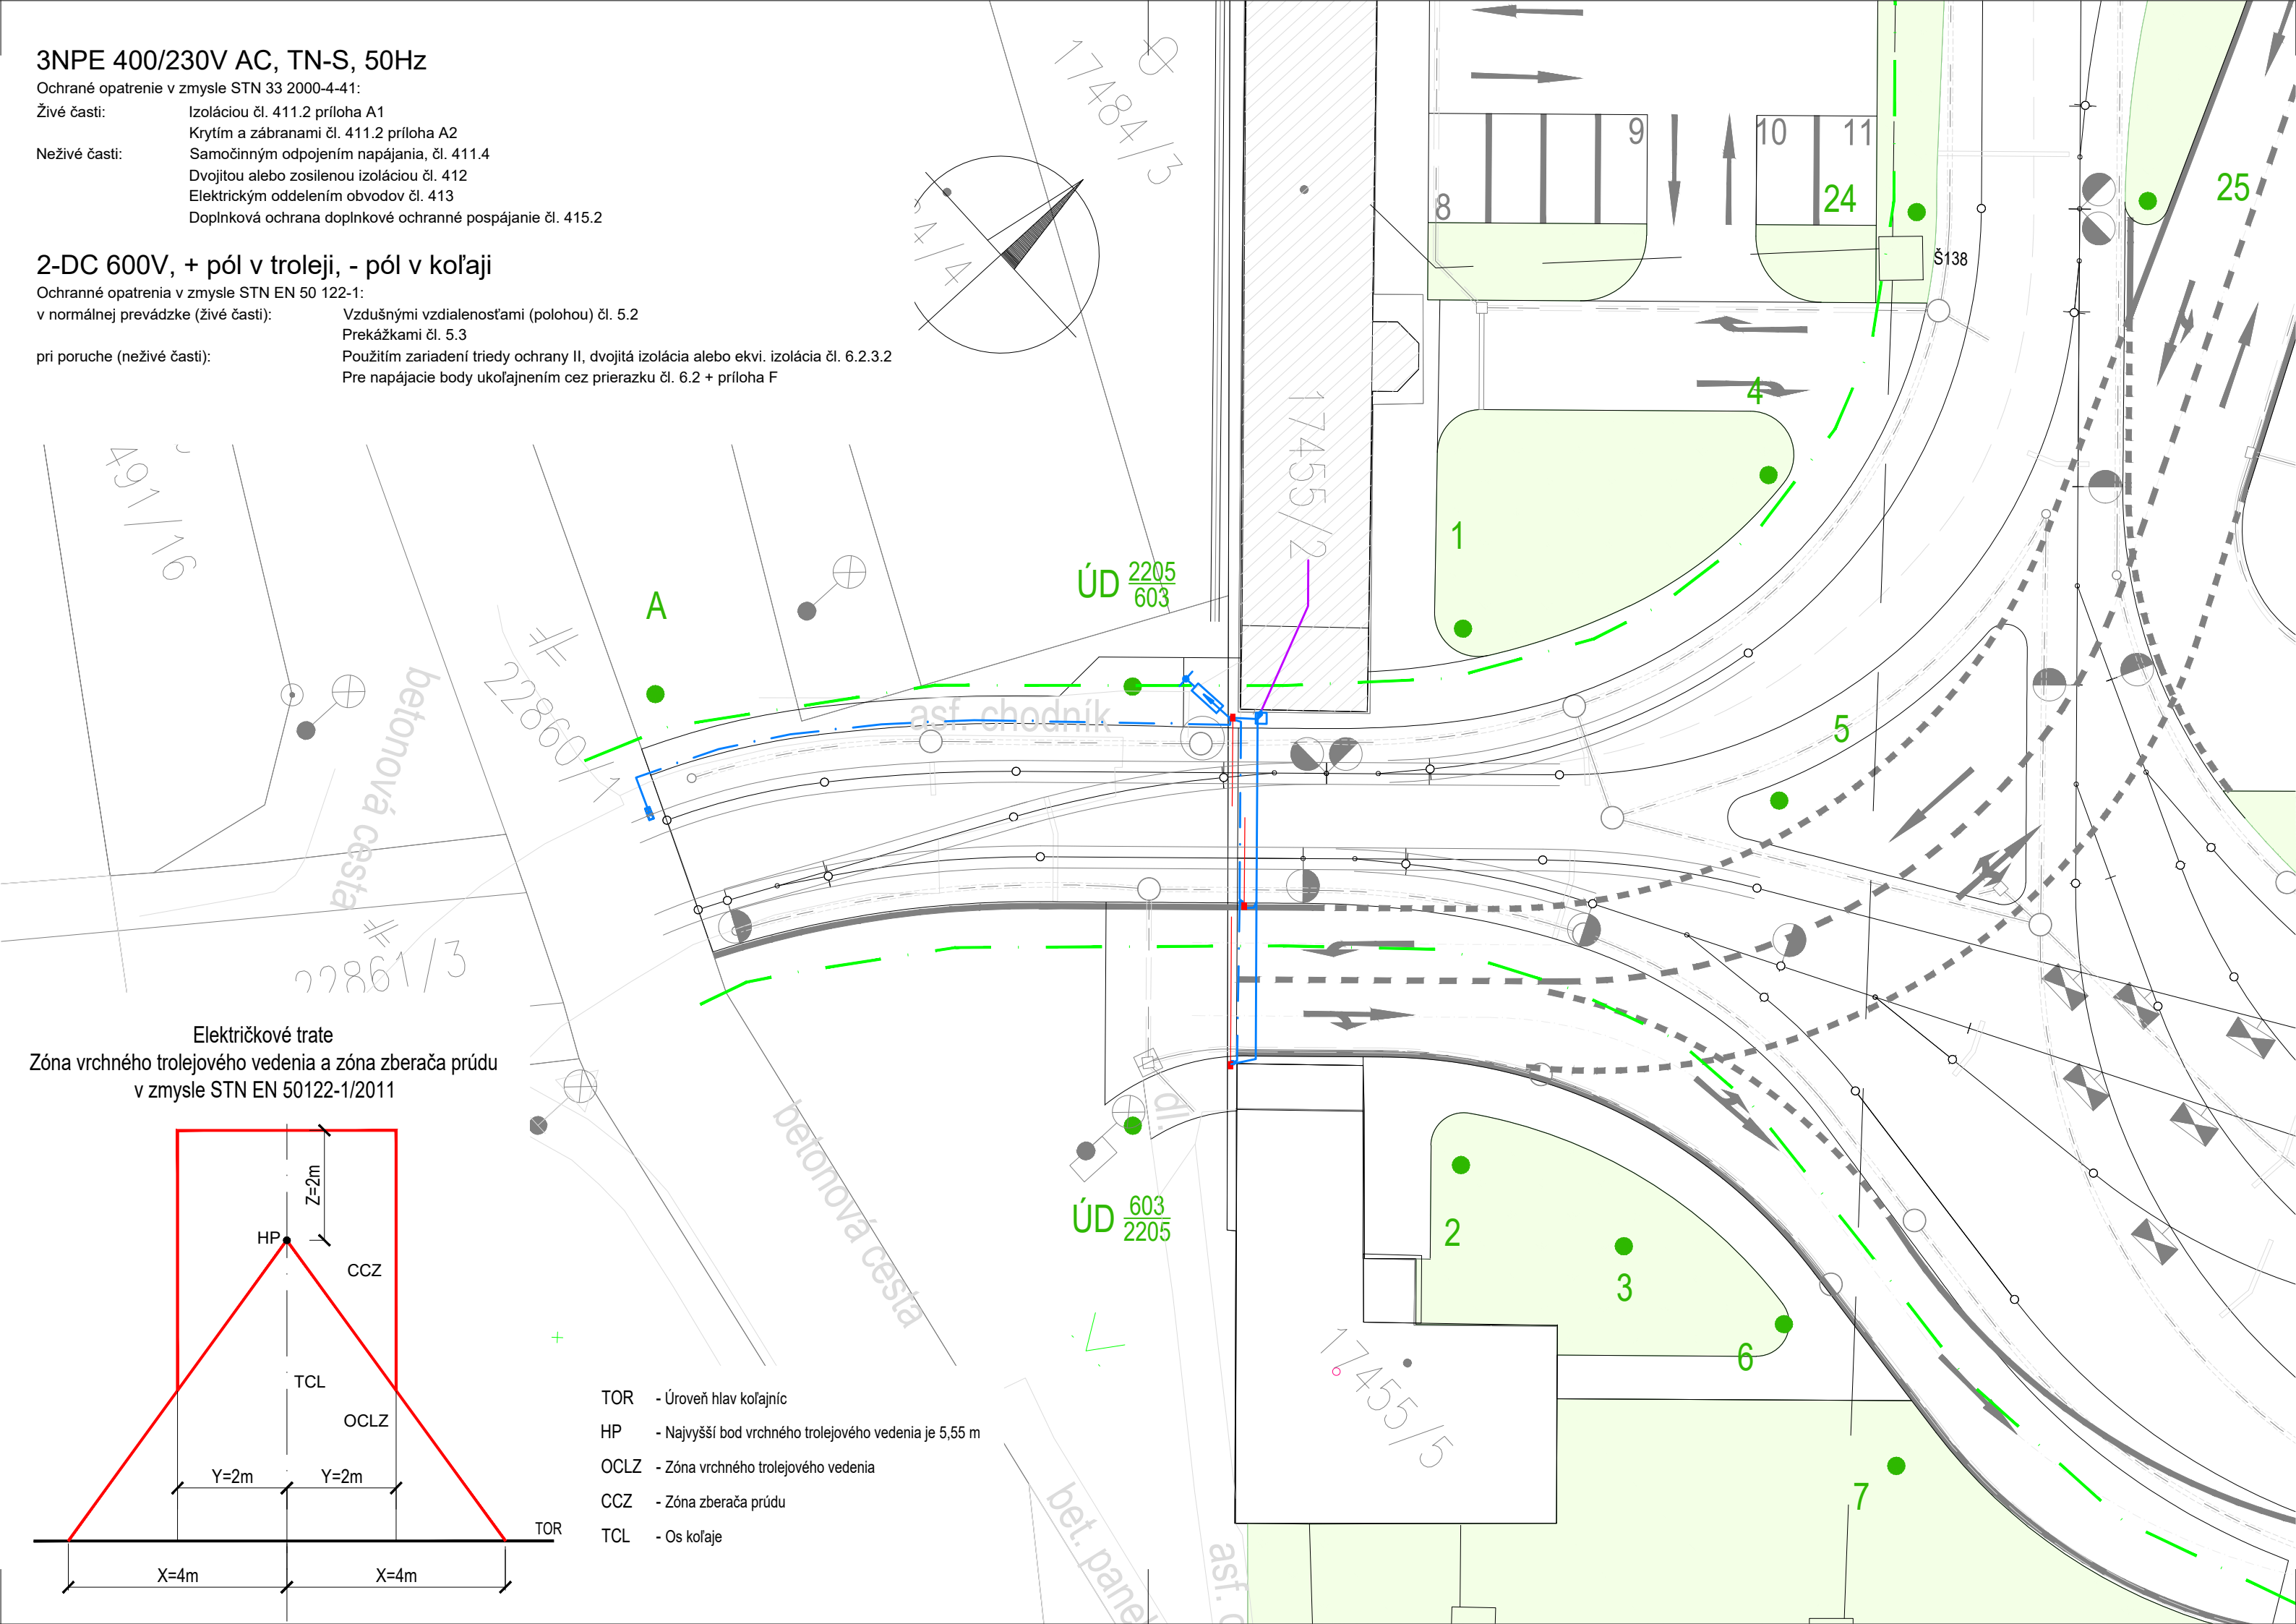 3NPE 400/230V AC, TN-S, 50Hz
Ochrané opatrenie v zmysle STN 33 2000-4-41:
Živé časti: Izoláciou čl. 411.2 príloha A1
Krytím a zábranami čl. 411.2 príloha A2
Neživé časti: Samočinným odpojením napájania, čl. 411.4
Dvojitou alebo zosilenou izoláciou čl. 412
Elektrickým oddelením obvodov čl. 413
Doplnková ochrana doplnkové ochranné pospájanie čl. 415.2
2-DC 600V, + pól v troleji, - pól v koľaji
Ochranné opatrenia v zmysle STN EN 50 122-1:
v normálnej prevádzke (živé časti): Vzdušnými vzdialenosťami (polohou) čl. 5.2
Prekážkami čl. 5.3
pri poruche (neživé časti): Použitím zariadení triedy ochrany II, dvojitá izolácia alebo ekvi. izolácia čl. 6.2.3.2
Pre napájacie body ukoľajnením cez prierazku čl. 6.2 + príloha F
17484/3
9
10
11
8
24
25
Š138
4
17455/2
1
491/16
A
ÚD 2205
603
22860/1
betonová cesta
asf. chodník
5
22861/3
betonová cesta
dl.
ÚD 603
2205
2
3
6
7
17455/5
bet. panel
asf.
Električkové trate
Zóna vrchného trolejového vedenia a zóna zberača prúdu
v zmysle STN EN 50122-1/2011
Z=2m
HP
CCZ
TCL
OCLZ
Y=2m
Y=2m
TOR
X=4m
X=4m
TOR - Úroveň hlav koľajníc
HP - Najvyšší bod vrchného trolejového vedenia je 5,55 m
OCLZ - Zóna vrchného trolejového vedenia
CCZ - Zóna zberača prúdu
TCL - Os koľaje